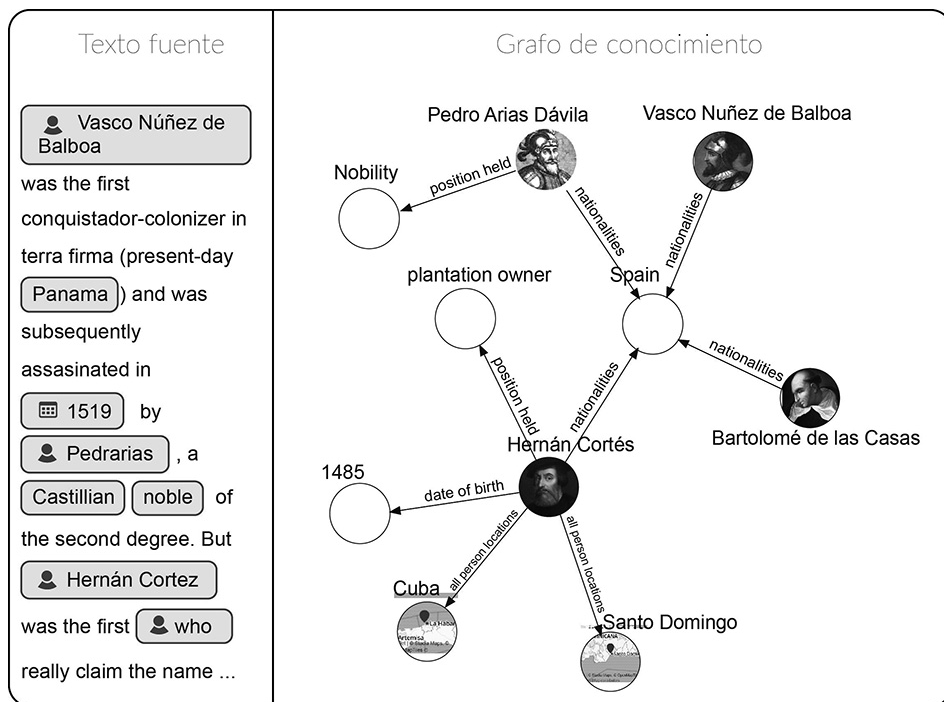 Texto fuente
Vasco Núñez de
Balboa
was the first
conquistador-colonizer in
terra firma (present-day
Panama ) and was
subsequently
assasinated in
1519 by
Pedrarias , a
Castillian noble of
the second degree. But
Hernán Cortez
was the first who
really claim the name ...
Grafo de conocimiento
Pedro Arias Dávila
Vasco Nuñez de Balboa
Nobility
position held
nationalities
nationalities
plantation owner
Spain
position held
nationalities
nationalities
Bartolomé de las Casas
Hernán Cortés
1485
date of birth
all person locations
all person locations
Cuba
La Haba
Artemisa
Santo Domingo